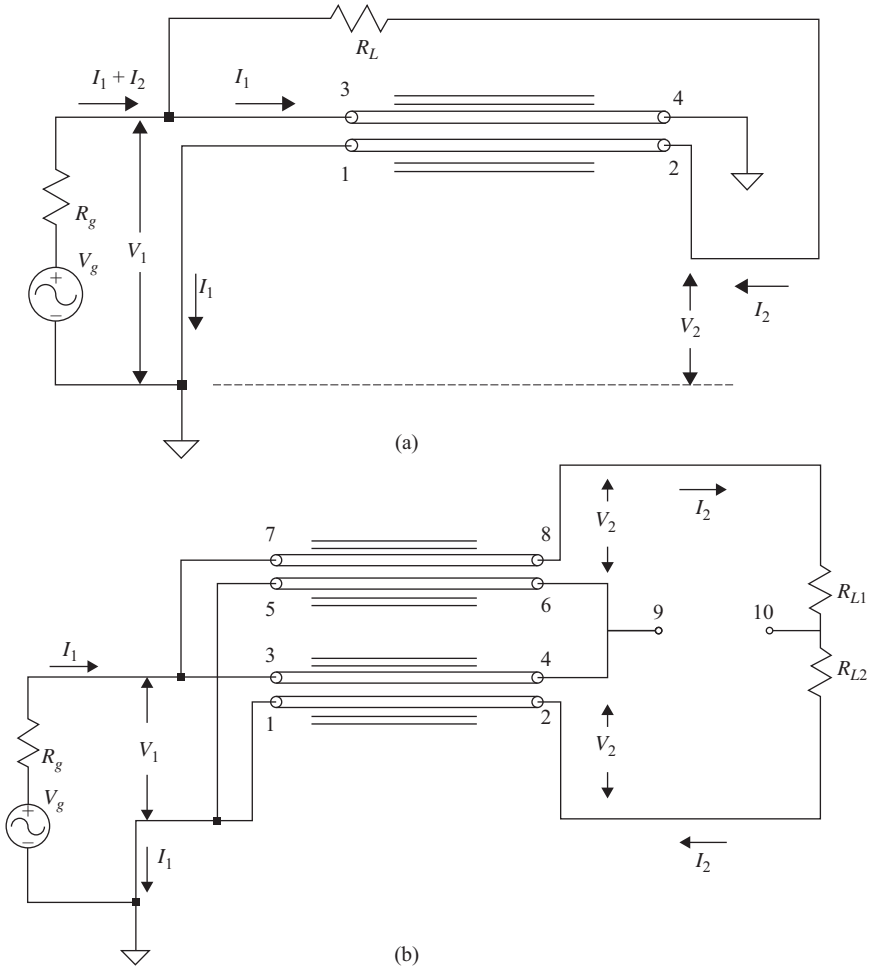 R_L
I_1 + I_2
I_1
3
4
1
2
R_g
V_1
V_g
+
−
I_1
V_2
I_2
(a)
7
8
V_2
I_2
5
6
9
10
R_L1
I_1
3
4
R_L2
1
2
V_1
V_2
R_g
V_g
+
−
I_1
I_2
(b)